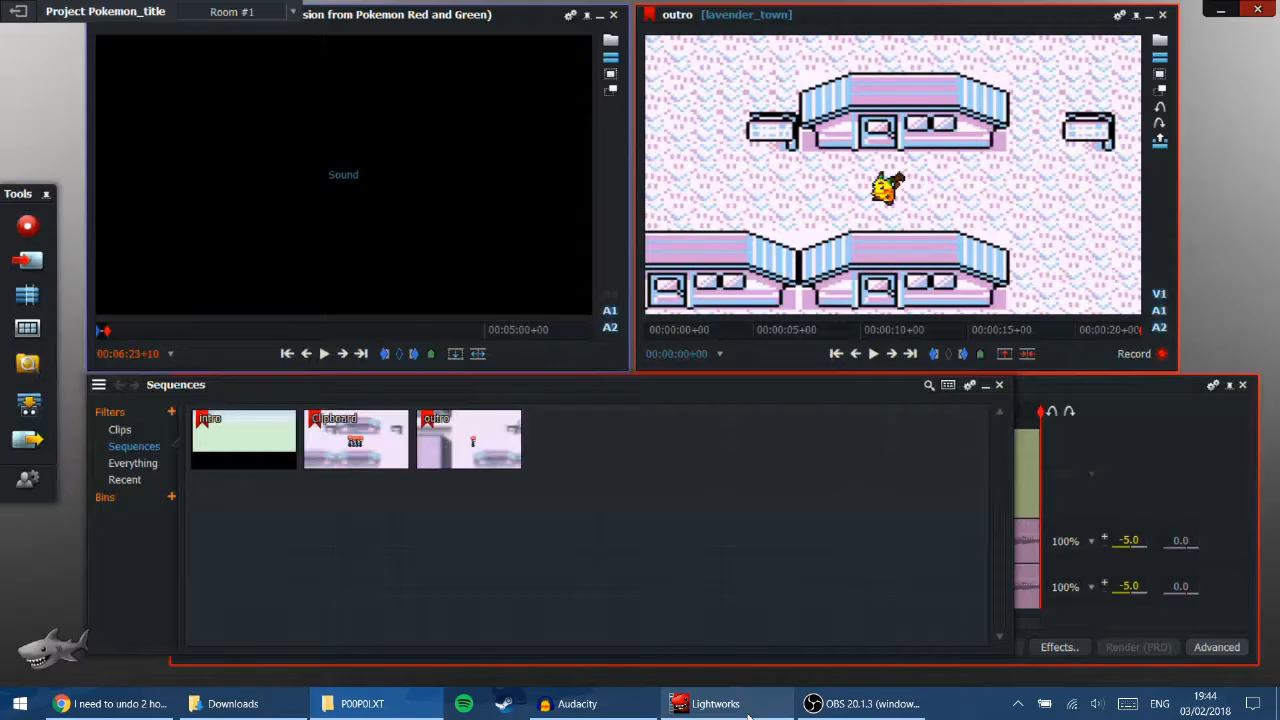 Project Pokemon_title
Room #1
sion from Pokemon Red and Green)
outro [lavender_town]
Tools
Sound
A1
A2
00:05:00+00
00:06:23+10
V1
A1
A2
00:00:00+00
00:00:05+00
00:00:10+00
00:00:15+00
00:00:20+00
00:00:00+00
Record
Sequences
Filters
Clips
Sequences
Everything
Recent
Bins
intro
Clipboard
outro
100%
-5.0
0.0
100%
-5.0
0.0
Effects..
Render (PRO)
Advanced
I need to undo 2 ho...
Downloads
P00P0LXT
Audacity
Lightworks
OBS 20.1.3 (window...
ENG
19:44
03/02/2018